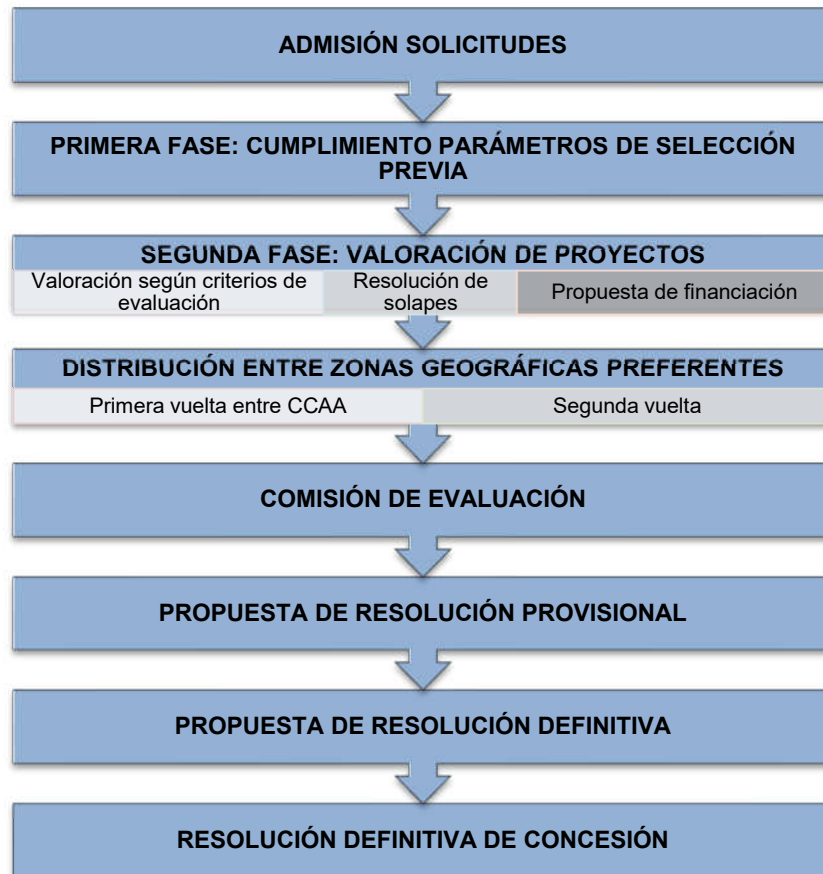 ADMISIÓN SOLICITUDES
PRIMERA FASE: CUMPLIMIENTO PARÁMETROS DE SELECCIÓN
PREVIA
SEGUNDA FASE: VALORACIÓN DE PROYECTOS
Valoración según criterios de
evaluación
Resolución de
solapes
Propuesta de financiación
DISTRIBUCIÓN ENTRE ZONAS GEOGRÁFICAS PREFERENTES
Primera vuelta entre CCAA
Segunda vuelta
COMISIÓN DE EVALUACIÓN
PROPUESTA DE RESOLUCIÓN PROVISIONAL
PROPUESTA DE RESOLUCIÓN DEFINITIVA
RESOLUCIÓN DEFINITIVA DE CONCESIÓN